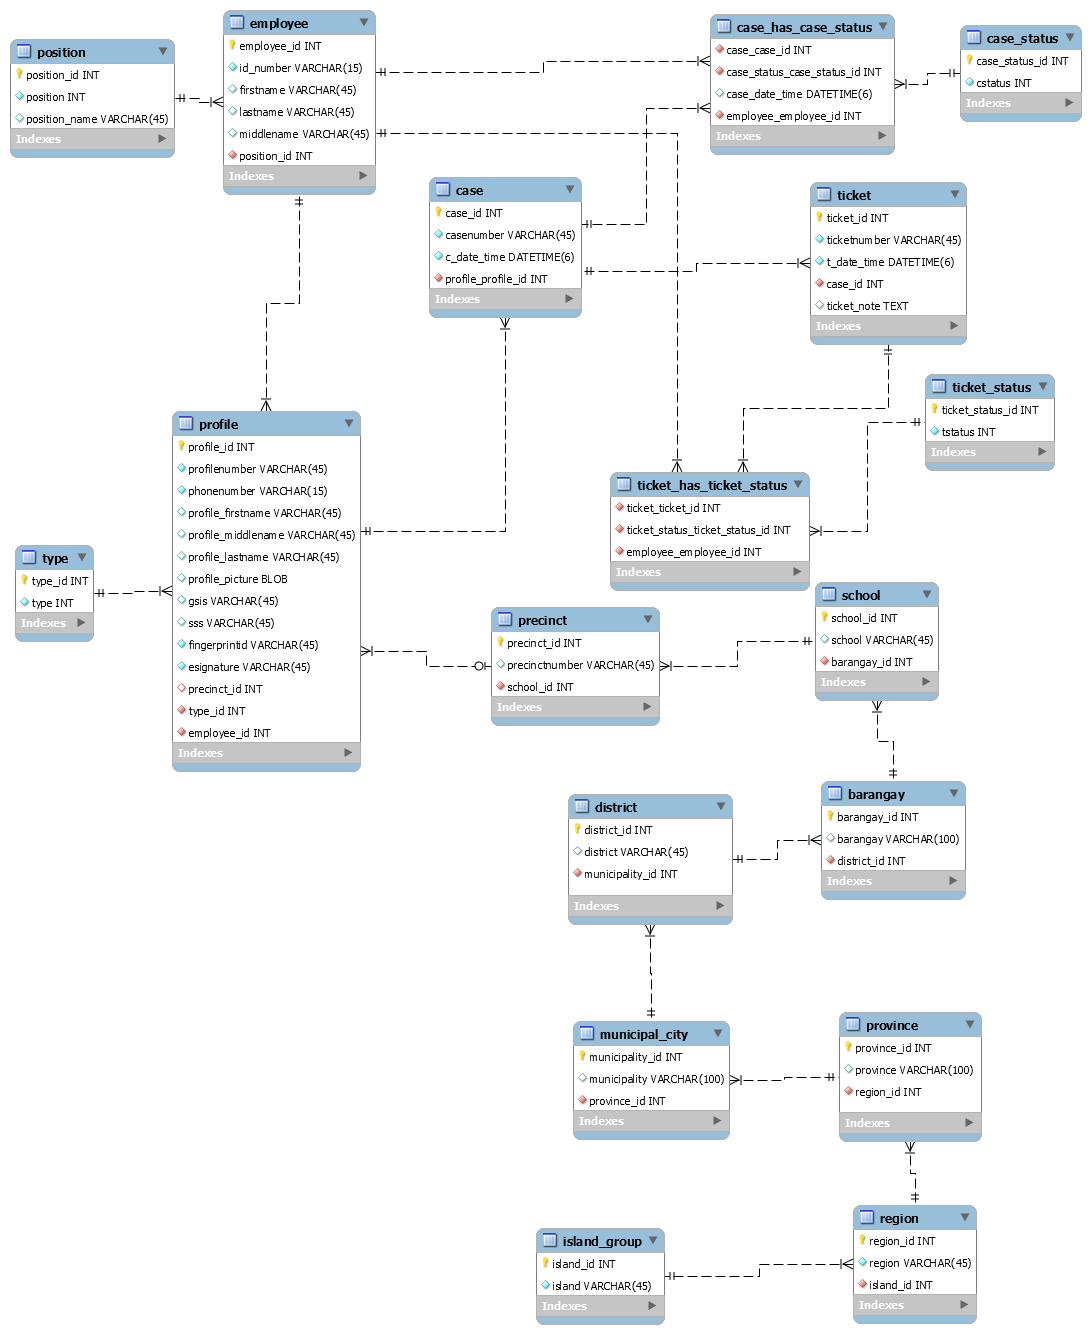 position
position_id INT
position INT
position_name VARCHAR(45)
Indexes
employee
employee_id INT
id_number VARCHAR(15)
firstname VARCHAR(45)
lastname VARCHAR(45)
middlename VARCHAR(45)
position_id INT
Indexes
case_has_case_status
case_case_id INT
case_status_case_status_id INT
case_date_time DATETIME(6)
employee_employee_id INT
Indexes
case_status
case_status_id INT
cstatus INT
Indexes
case
case_id INT
casenumber VARCHAR(45)
c_date_time DATETIME(6)
profile_profile_id INT
Indexes
ticket
ticket_id INT
ticketnumber VARCHAR(45)
t_date_time DATETIME(6)
case_id INT
ticket_note TEXT
Indexes
ticket_status
ticket_status_id INT
tstatus INT
Indexes
profile
profile_id INT
profilenumber VARCHAR(45)
phonenumber VARCHAR(15)
profile_firstname VARCHAR(45)
profile_middlename VARCHAR(45)
profile_lastname VARCHAR(45)
profile_picture BLOB
gsis VARCHAR(45)
sss VARCHAR(45)
fingerprintid VARCHAR(45)
esignature VARCHAR(45)
precinct_id INT
type_id INT
employee_id INT
Indexes
ticket_has_ticket_status
ticket_ticket_id INT
ticket_status_ticket_status_id INT
employee_employee_id INT
Indexes
type
type_id INT
type INT
Indexes
precinct
precinct_id INT
precinctnumber VARCHAR(45)
school_id INT
Indexes
school
school_id INT
school VARCHAR(45)
barangay_id INT
Indexes
district
district_id INT
district VARCHAR(45)
municipality_id INT
Indexes
barangay
barangay_id INT
barangay VARCHAR(100)
district_id INT
Indexes
municipal_city
municipality_id INT
municipality VARCHAR(100)
province_id INT
Indexes
province
province_id INT
province VARCHAR(100)
region_id INT
Indexes
island_group
island_id INT
island VARCHAR(45)
Indexes
region
region_id INT
region VARCHAR(45)
island_id INT
Indexes